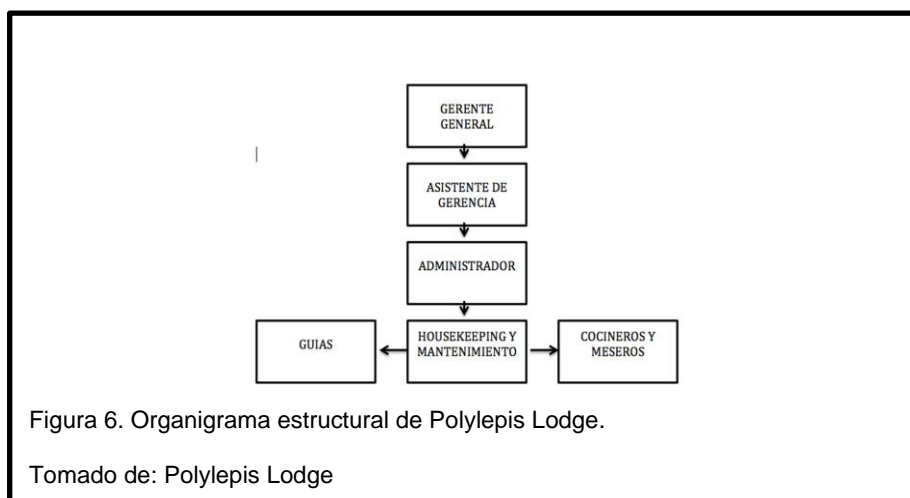 GERENTE
GENERAL
ASISTENTE DE
GERENCIA
ADMINISTRADOR
GUIAS
HOUSEKEEPING Y
MANTENIMIENTO
COCINEROS Y
MESEROS
Figura 6. Organigrama estructural de Polylepis Lodge.
Tomado de: Polylepis Lodge